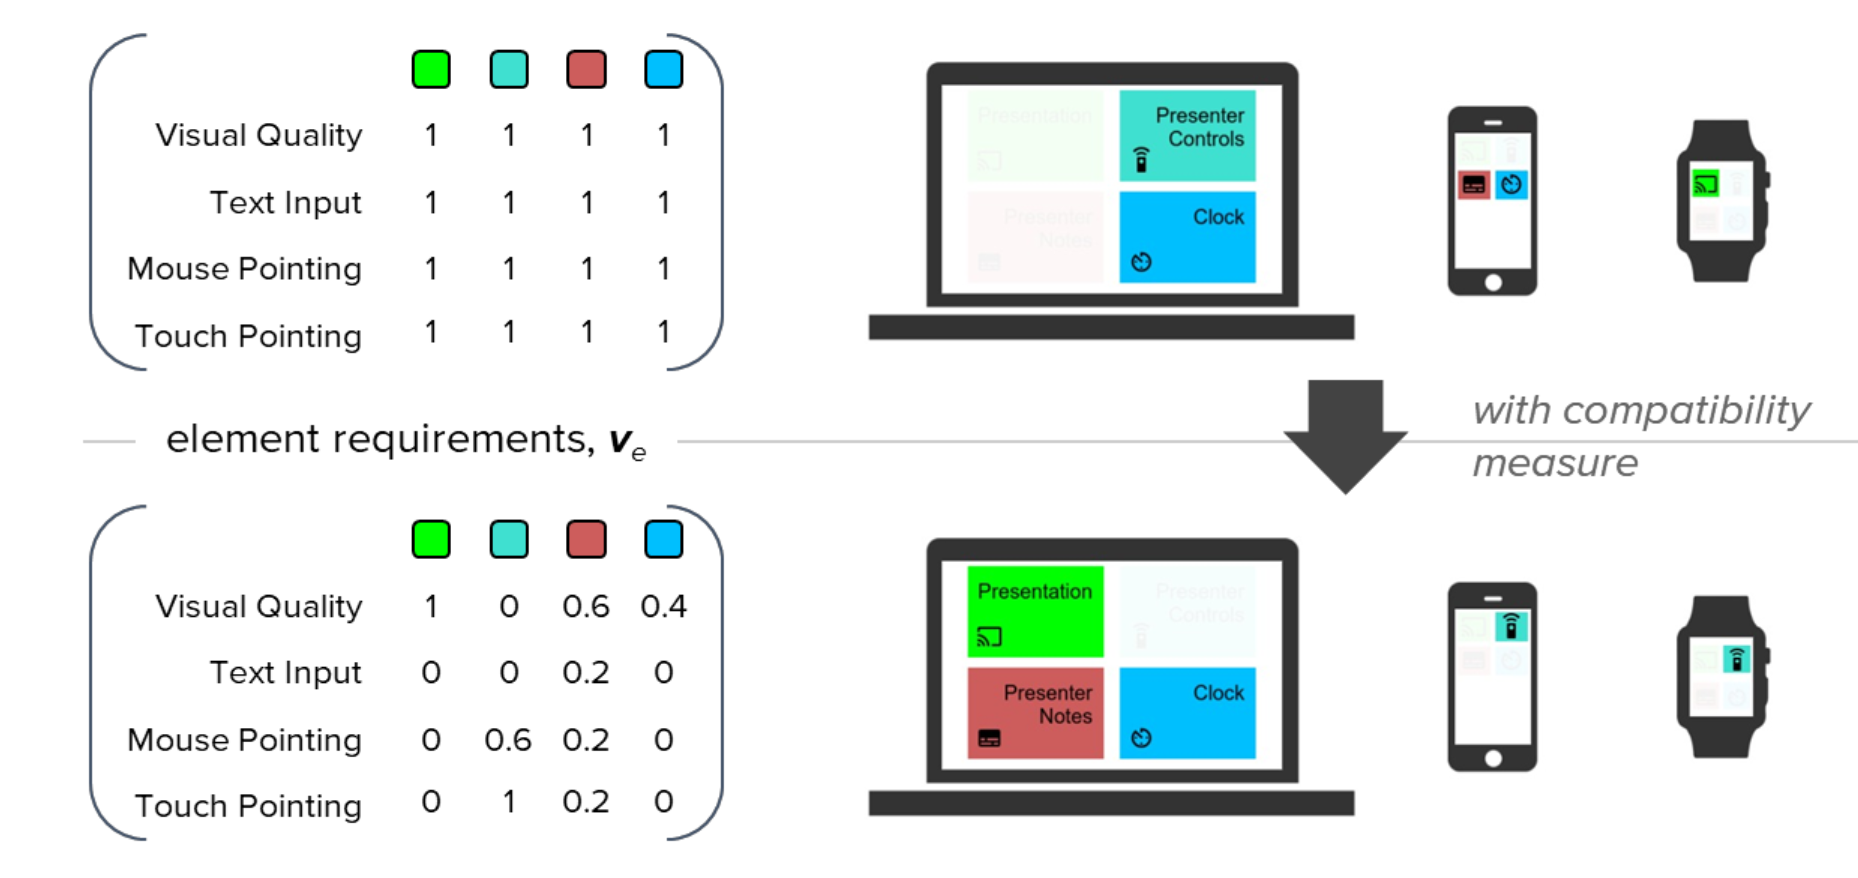 Visual Quality 1 1 1 1
Text Input 1 1 1 1
Mouse Pointing 1 1 1 1
Touch Pointing 1 1 1 1
Presentation
Presenter
Controls
Presenter
Notes
Clock
element requirements, vₑ
with compatibility
measure
Visual Quality 1 0 0.6 0.4
Text Input 0 0 0.2 0
Mouse Pointing 0 0.6 0.2 0
Touch Pointing 0 1 0.2 0
Presentation
Presenter
Controls
Presenter
Notes
Clock